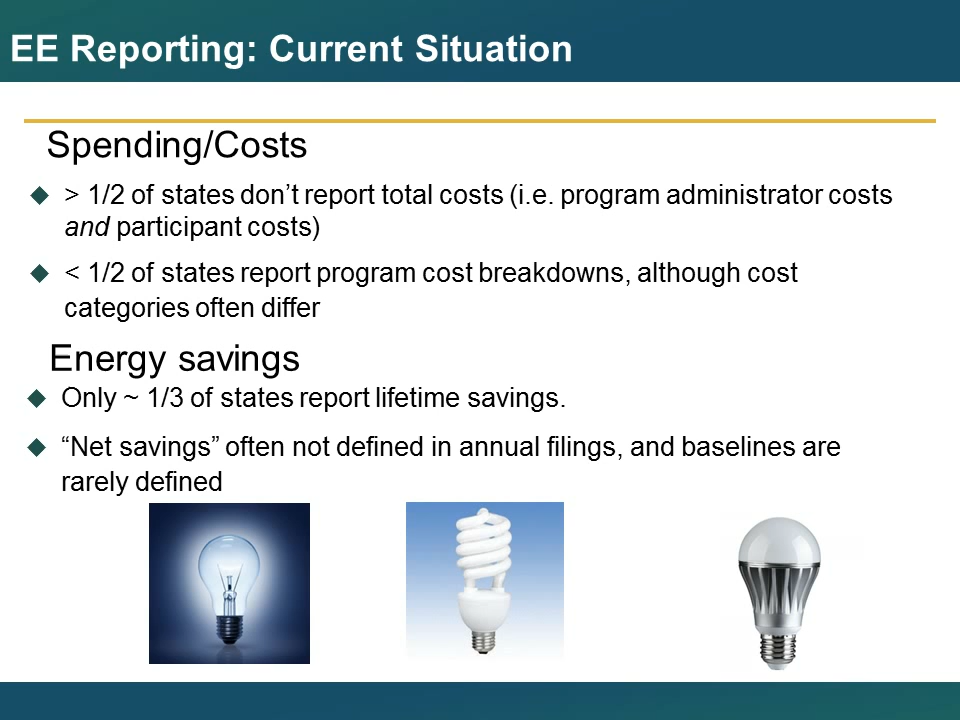 EE Reporting: Current Situation
Spending/Costs
> 1/2 of states don’t report total costs (i.e. program administrator costs
and participant costs)
< 1/2 of states report program cost breakdowns, although cost
categories often differ
Energy savings
Only ~ 1/3 of states report lifetime savings.
“Net savings” often not defined in annual filings, and baselines are
rarely defined